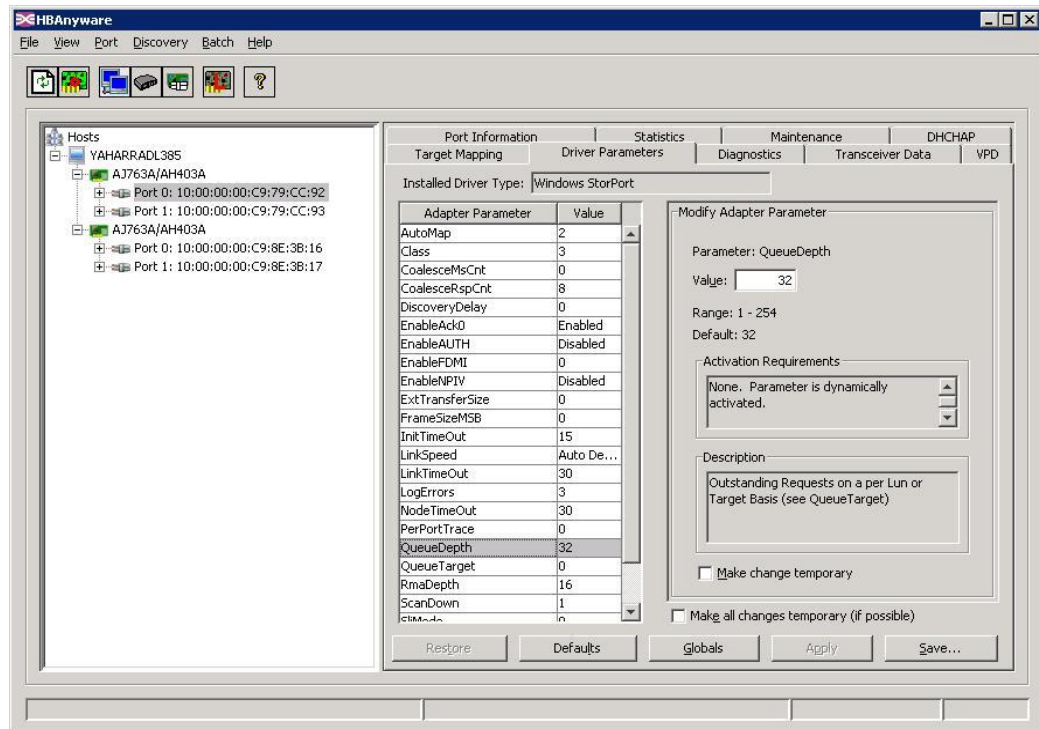 HBAnyware
File View Port Discovery Batch Help
Hosts
YAHARRADL385
AJ763A/AH403A
Port 0: 10:00:00:00:C9:79:CC:92
Port 1: 10:00:00:00:C9:79:CC:93
AJ763A/AH403A
Port 0: 10:00:00:00:C9:8E:3B:16
Port 1: 10:00:00:00:C9:8E:3B:17
Port Information Statistics Maintenance DHCHAP
Target Mapping Driver Parameters Diagnostics Transceiver Data VPD
Installed Driver Type: Windows StorPort
Adapter Parameter Value
AutoMap 2
Class 3
CoalesceMsCnt 0
CoalesceRspCnt 8
DiscoveryDelay 0
EnableAck0 Enabled
EnableAUTH Disabled
EnableFDMI 0
EnableNPIV Disabled
ExtTransferSize 0
FrameSizeMSB 0
InitTimeOut 15
LinkSpeed Auto De...
LinkTimeOut 30
LogErrors 3
NodeTimeOut 30
PerPortTrace 0
QueueDepth 32
QueueTarget 0
RmaDepth 16
ScanDown 1
SliMode 0
Modify Adapter Parameter
Parameter: QueueDepth
Value: 32
Range: 1 - 254
Default: 32
Activation Requirements
None. Parameter is dynamically
activated.
Description
Outstanding Requests on a per Lun or
Target Basis (see QueueTarget)
Make change temporary
Make all changes temporary (if possible)
Restore Defaults Globals Apply Save...